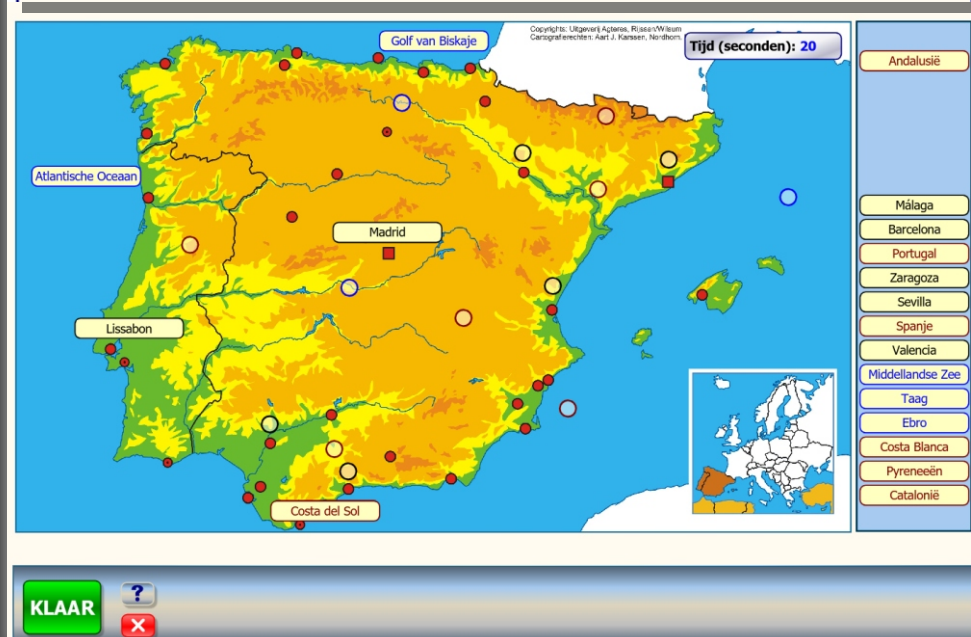 Copyrights: Uitgeverij Agteres, Rijssen/Wilsum
Cartografierechten: Aart J. Karssen, Nordhorn.
Golf van Biskaje
Tijd (seconden): 20
Andalusië
Atlantische Oceaan
Málaga
Barcelona
Madrid
Portugal
Zaragoza
Sevilla
Lissabon
Spanje
Valencia
Middellandse Zee
Taag
Ebro
Costa Blanca
Pyreneeën
Catalonië
Costa del Sol
KLAAR
?